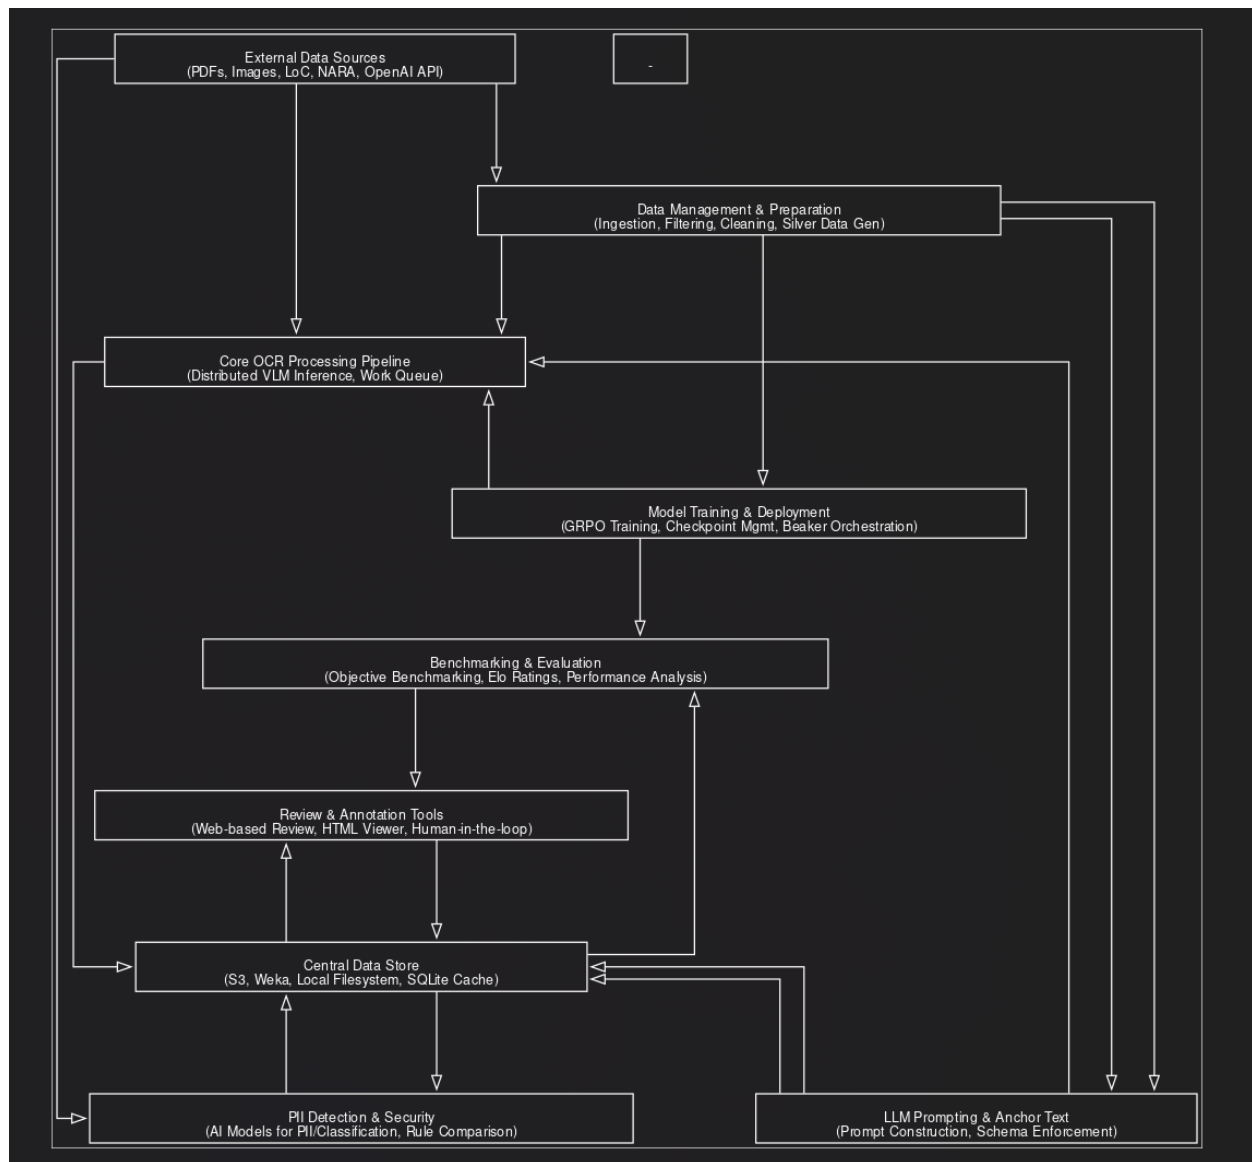 External Data Sources
(PDFs, Images, LoC, NARA, OpenAI API)
-
Data Management & Preparation
(Ingestion, Filtering, Cleaning, Silver Data Gen)
Core OCR Processing Pipeline
(Distributed VLM Inference, Work Queue)
Model Training & Deployment
(GRPO Training, Checkpoint Mgmt, Beaker Orchestration)
Benchmarking & Evaluation
(Objective Benchmarking, Elo Ratings, Performance Analysis)
Review & Annotation Tools
(Web-based Review, HTML Viewer, Human-in-the-loop)
Central Data Store
(S3, Weka, Local Filesystem, SQLite Cache)
PII Detection & Security
(AI Models for PII/Classification, Rule Comparison)
LLM Prompting & Anchor Text
(Prompt Construction, Schema Enforcement)